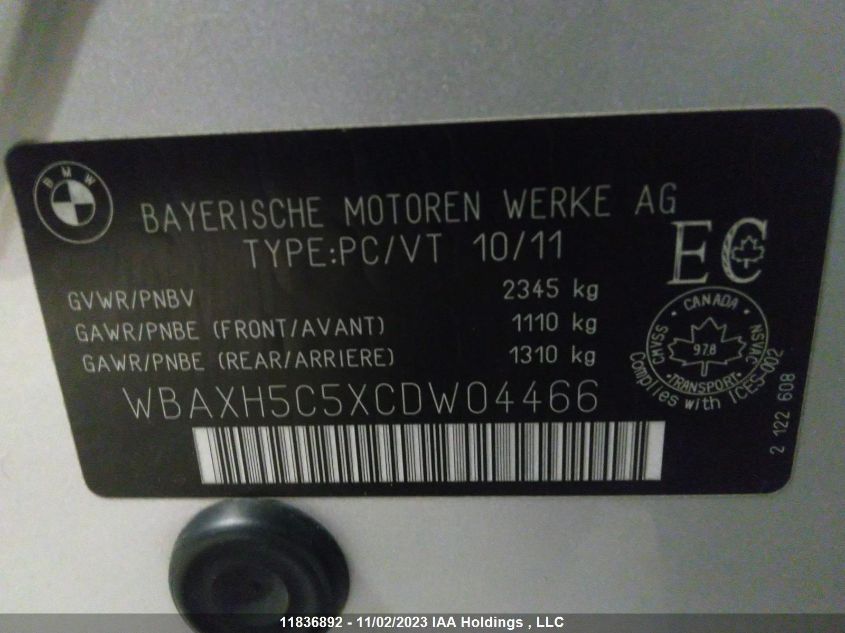 BMW
BAYERISCHE MOTOREN WERKE AG
TYPE:PC/VT 10/11
EC
GVWR/PNBV 2345 kg
GAWR/PNBE (FRONT/AVANT) 1110 kg
GAWR/PNBE (REAR/ARRIERE) 1310 kg
• CANADA •
CMVSS NSVAC
978
• TRANSPORT •
Complies with ICES-002
WBAXH5C5XCDW04466
2 122 608
11836892 - 11/02/2023 IAA Holdings , LLC